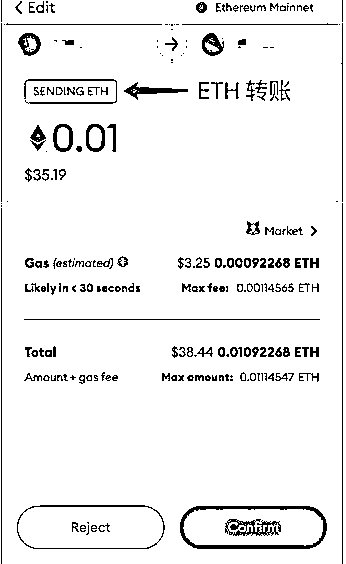 Edit
Ethereum Mainnet
SENDING ETH
ETH 转账
0.01
$35.19
Market
Gas (estimated) $3.25 0.00092268 ETH
Likely in < 30 seconds Max fee: 0.00114565 ETH
Total $38.44 0.01092268 ETH
Amount + gas fee Max amount: 0.01114547 ETH
Reject
Confirm